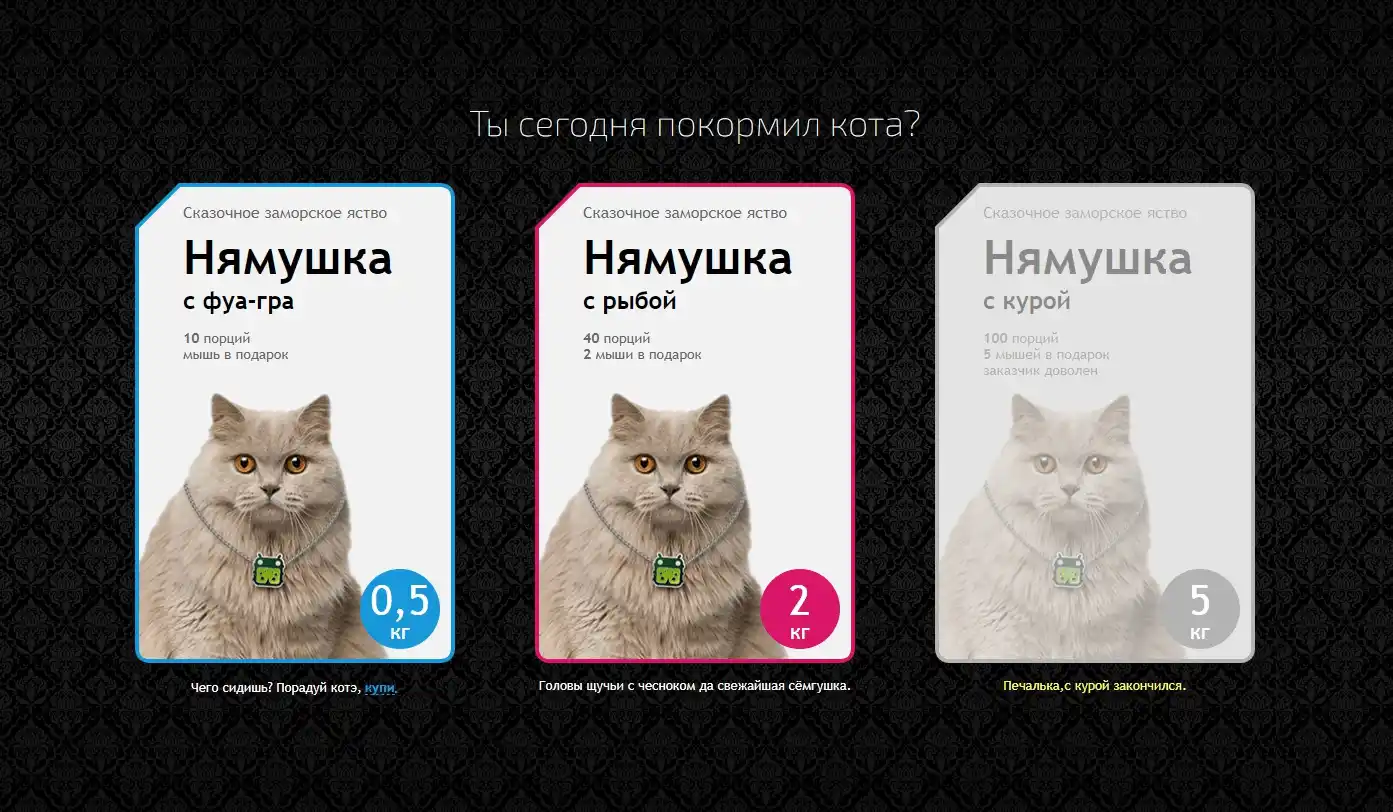 Ты сегодня покормил кота?
Сказочное заморское яство
Нямушка
с фуа-гра
10 порций
мышь в подарок
0,5
кг
Чего сидишь? Порадуй котэ, купи.
Сказочное заморское яство
Нямушка
с рыбой
40 порций
2 мыши в подарок
2
кг
Головы щучьи с чесноком да свежайшая сёмгушка.
Сказочное заморское яство
Нямушка
с курой
100 порций
5 мышей в подарок
заказчик доволен
5
кг
Печалька,с курой закончился.